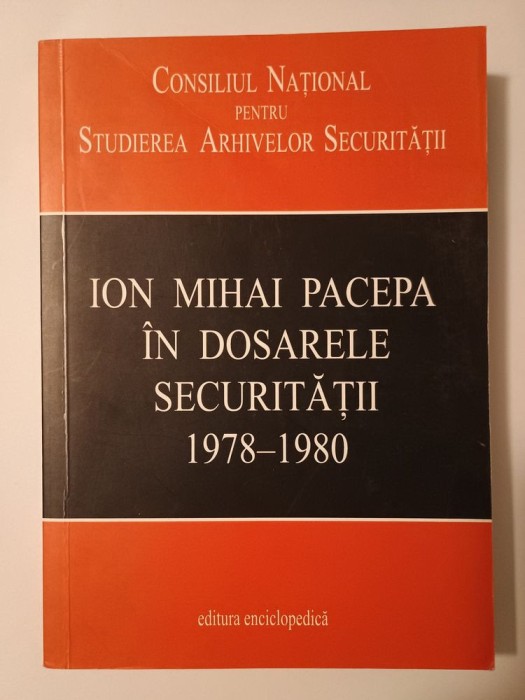 CONSILIUL NAȚIONAL
PENTRU
STUDIEREA ARHIVELOR SECURITĂȚII
ION MIHAI PACEPA
ÎN DOSARELE
SECURITĂȚII
1978–1980
editura enciclopedică